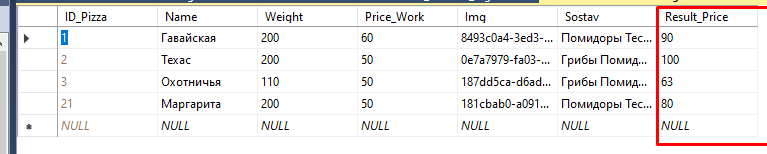 ID_Pizza Name Weight Price_Work Img Sostav Result_Price
1 Гавайская 200 60 8493c0a4-3ed3-... Помидоры Тес... 90
2 Техас 200 50 0e7a7979-fa03-... Грибы Помид... 100
3 Охотничья 110 50 187dd5ca-d6ad... Грибы Помид... 63
21 Маргарита 200 50 181cbab0-a091... Помидоры Тес... 80
NULL NULL NULL NULL NULL NULL NULL